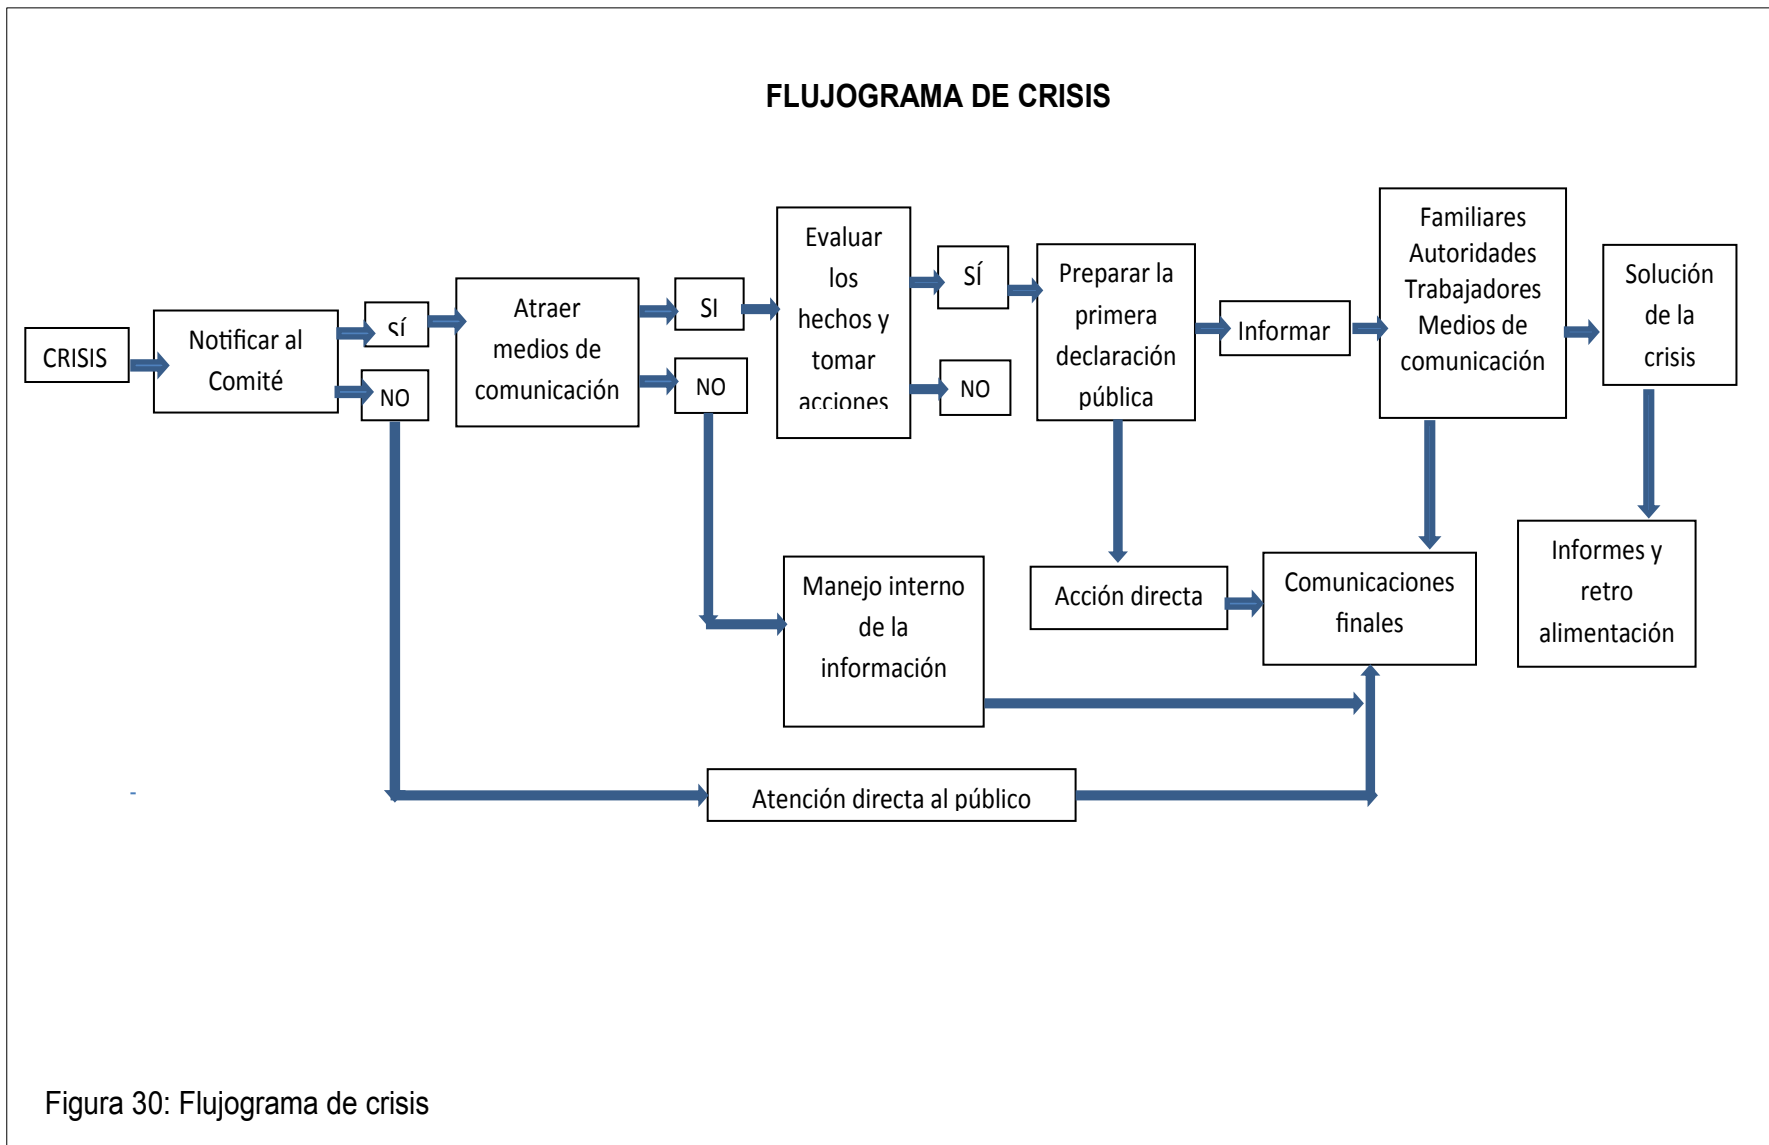 FLUJOGRAMA DE CRISIS
CRISIS
Notificar al
Comité
SÍ
NO
Atraer
medios de
comunicación
SI
NO
Evaluar
los
hechos y
tomar
acciones
SÍ
NO
Preparar la
primera
declaración
pública
Informar
Familiares
Autoridades
Trabajadores
Medios de
comunicación
Solución
de la
crisis
Manejo interno
de la
información
Acción directa
Comunicaciones
finales
Informes y
retro
alimentación
Atención directa al público
Figura 30: Flujograma de crisis